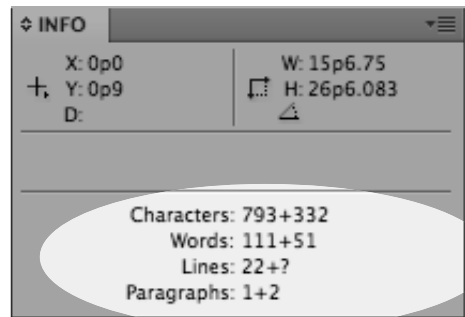 INFO
X: 0p0
Y: 0p9
D:
W: 15p6.75
H: 26p6.083
Characters: 793+332
Words: 111+51
Lines: 22+?
Paragraphs: 1+2